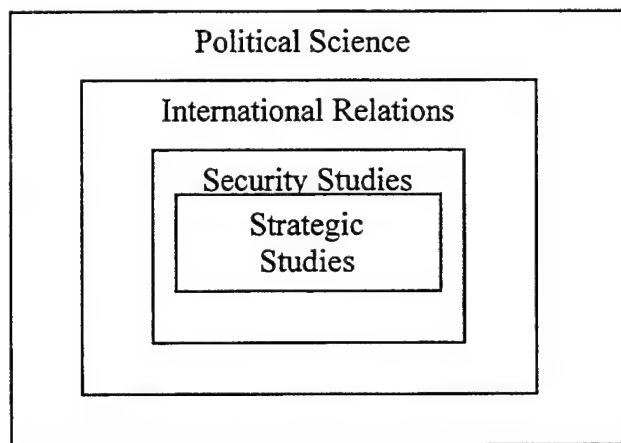 Political Science
International Relations
Security Studies
Strategic
Studies